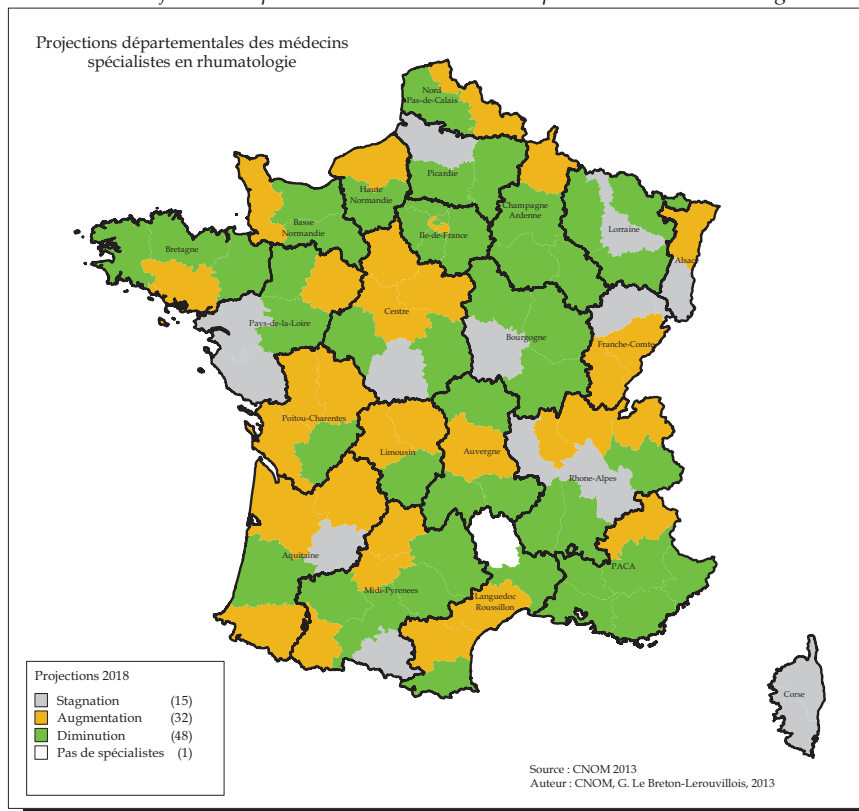 Projections départementales des médecins
spécialistes en rhumatologie
Nord
Pas-de-Calais
Picardie
Haute
Normandie
Champagne
Ardenne
Basse
Normandie
Ile-de-France
Lorraine
Bretagne
Alsace
Pays-de-la-Loire
Centre
Bourgogne
Franche-Comté
Poitou-Charentes
Limousin
Auvergne
Rhone-Alpes
Aquitaine
PACA
Midi-Pyrenees
Languedoc
Roussillon
Corse
Projections 2018
Stagnation (15)
Augmentation (32)
Diminution (48)
Pas de spécialistes (1)
Source : CNOM 2013
Auteur : CNOM, G. Le Breton-Lerouvillois, 2013